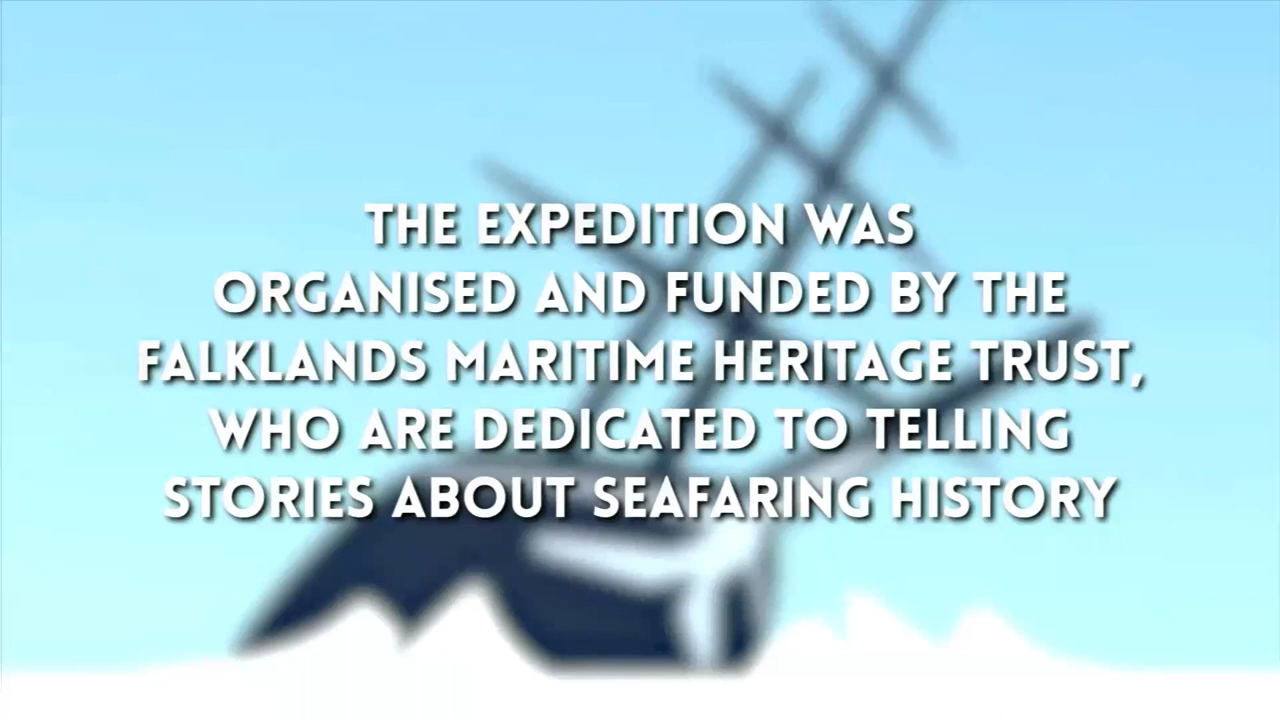 THE EXPEDITION WAS
ORGANISED AND FUNDED BY THE
FALKLANDS MARITIME HERITAGE TRUST,
WHO ARE DEDICATED TO TELLING
STORIES ABOUT SEAFARING HISTORY